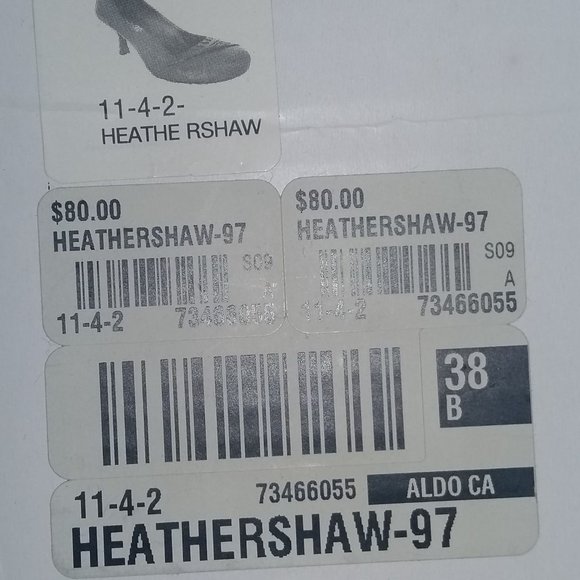 11-4-2-
HEATHE RSHAW
$80.00
HEATHERSHAW-97
S09
A
11-4-2
73466055
$80.00
HEATHERSHAW-97
S09
A
11-4-2
73466055
38
B
11-4-2
73466055
ALDO CA
HEATHERSHAW-97